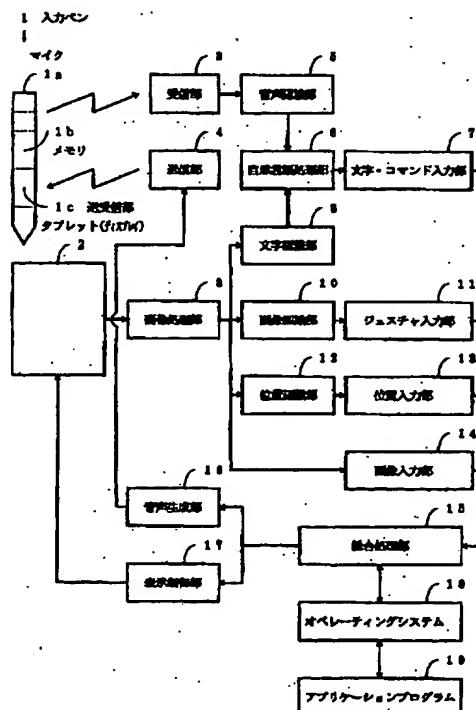 1 入力ペン
マイク
1a
1b
メモリ
1c 送受信部
タブレット(ディスプレイ)
2
3
受信部
5
音声認識部
4
送信部
6
自然言語処理部
7
文字・コマンド入力部
9
文字認識部
8
画像処理部
10
画像認識部
11
ジェスチャ入力部
12
位置認識部
13
位置入力部
14
画像入力部
16
音声生成部
15
統合処理部
17
表示制御部
18
オペレーティングシステム
19
アプリケーションプログラム